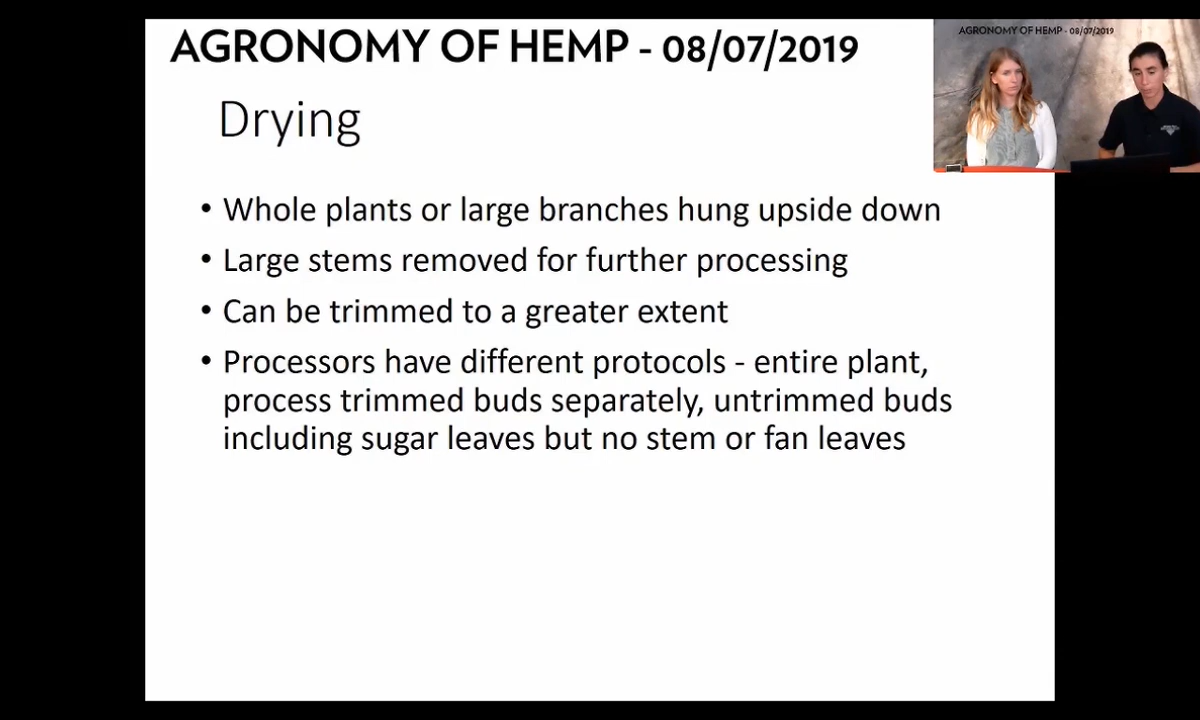 AGRONOMY OF HEMP - 08/07/2019
AGRONOMY OF HEMP - 08/07/2019
Drying
• Whole plants or large branches hung upside down
• Large stems removed for further processing
• Can be trimmed to a greater extent
• Processors have different protocols - entire plant,
process trimmed buds separately, untrimmed buds
including sugar leaves but no stem or fan leaves